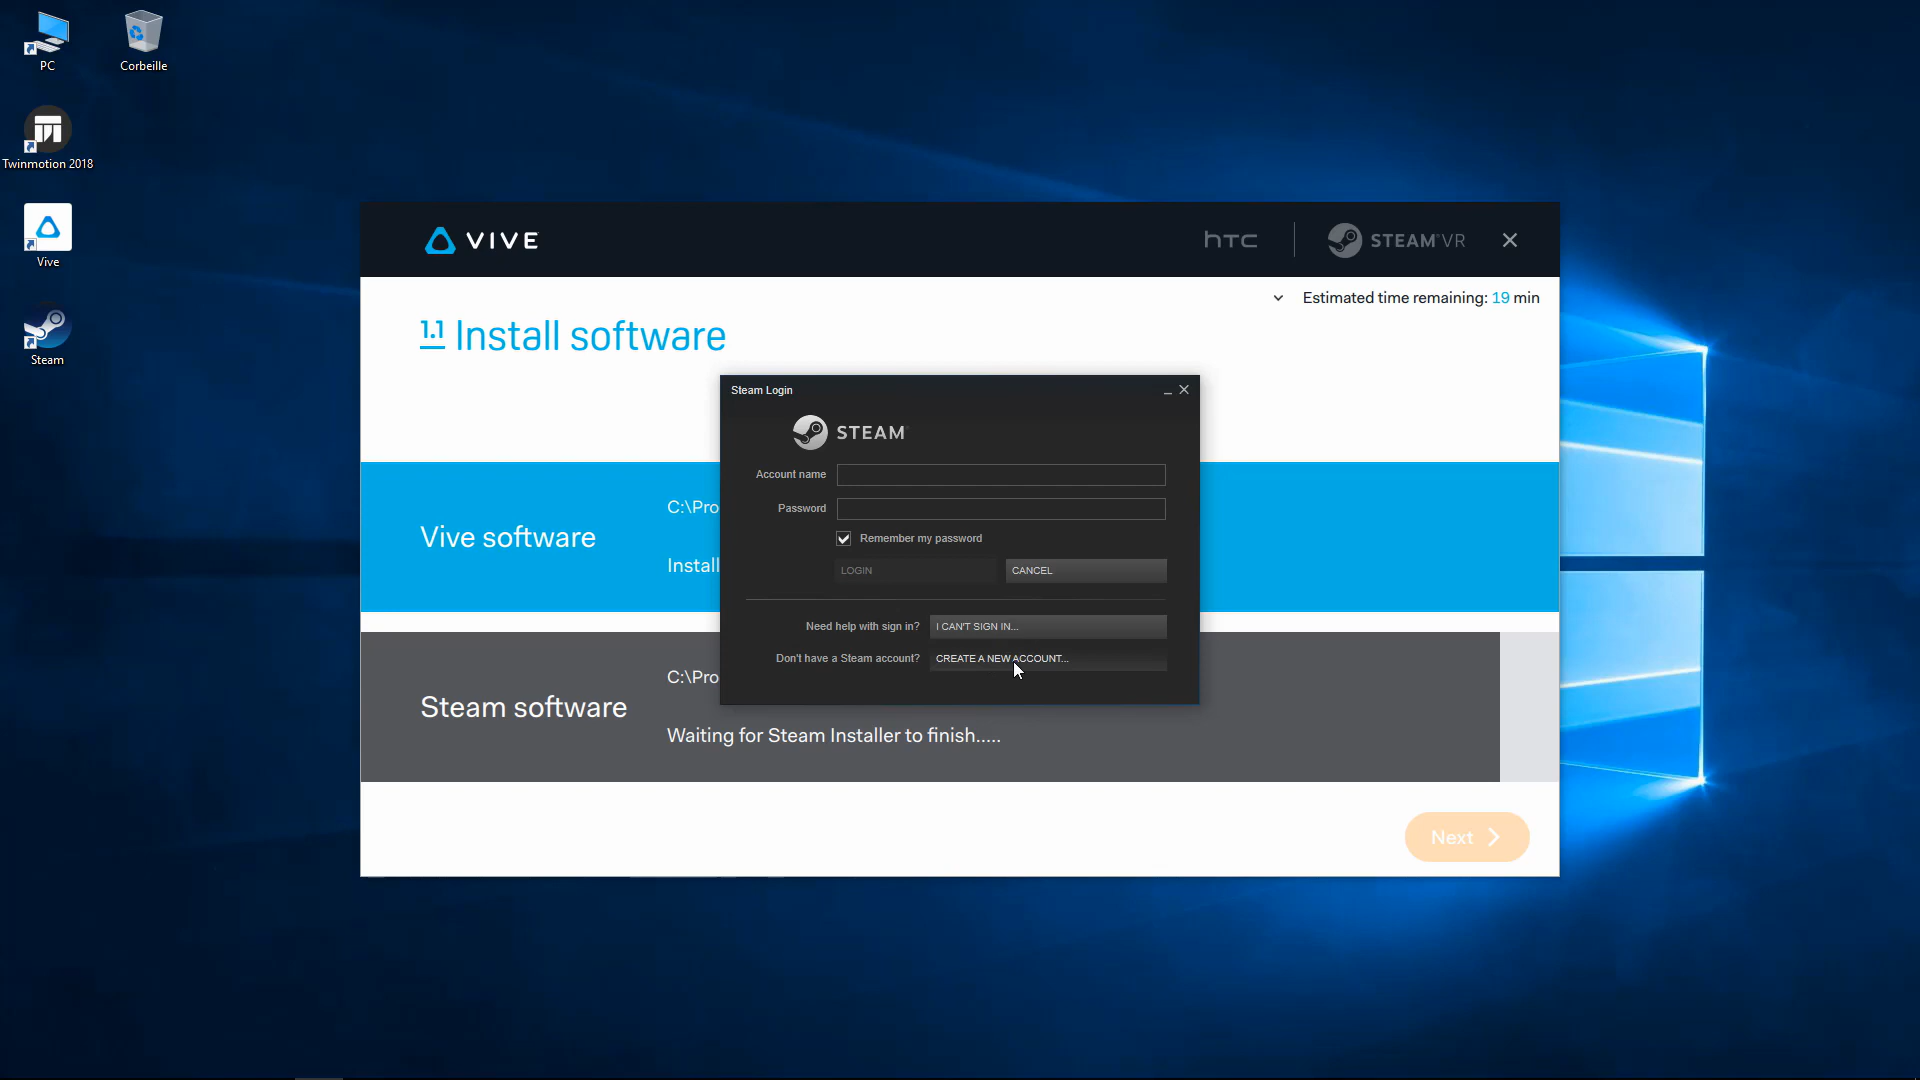 PC
Corbeille
Twinmotion 2018
Vive
Steam
VIVE
hTC
STEAM VR
Estimated time remaining: 19 min
1.1 Install software
Vive software
C:\Pro
Install
Steam Login
STEAM
Account name
Password
Remember my password
LOGIN
CANCEL
Need help with sign in?
I CAN'T SIGN IN...
Don't have a Steam account?
CREATE A NEW ACCOUNT...
Steam software
C:\Pro
Waiting for Steam Installer to finish.....
Next